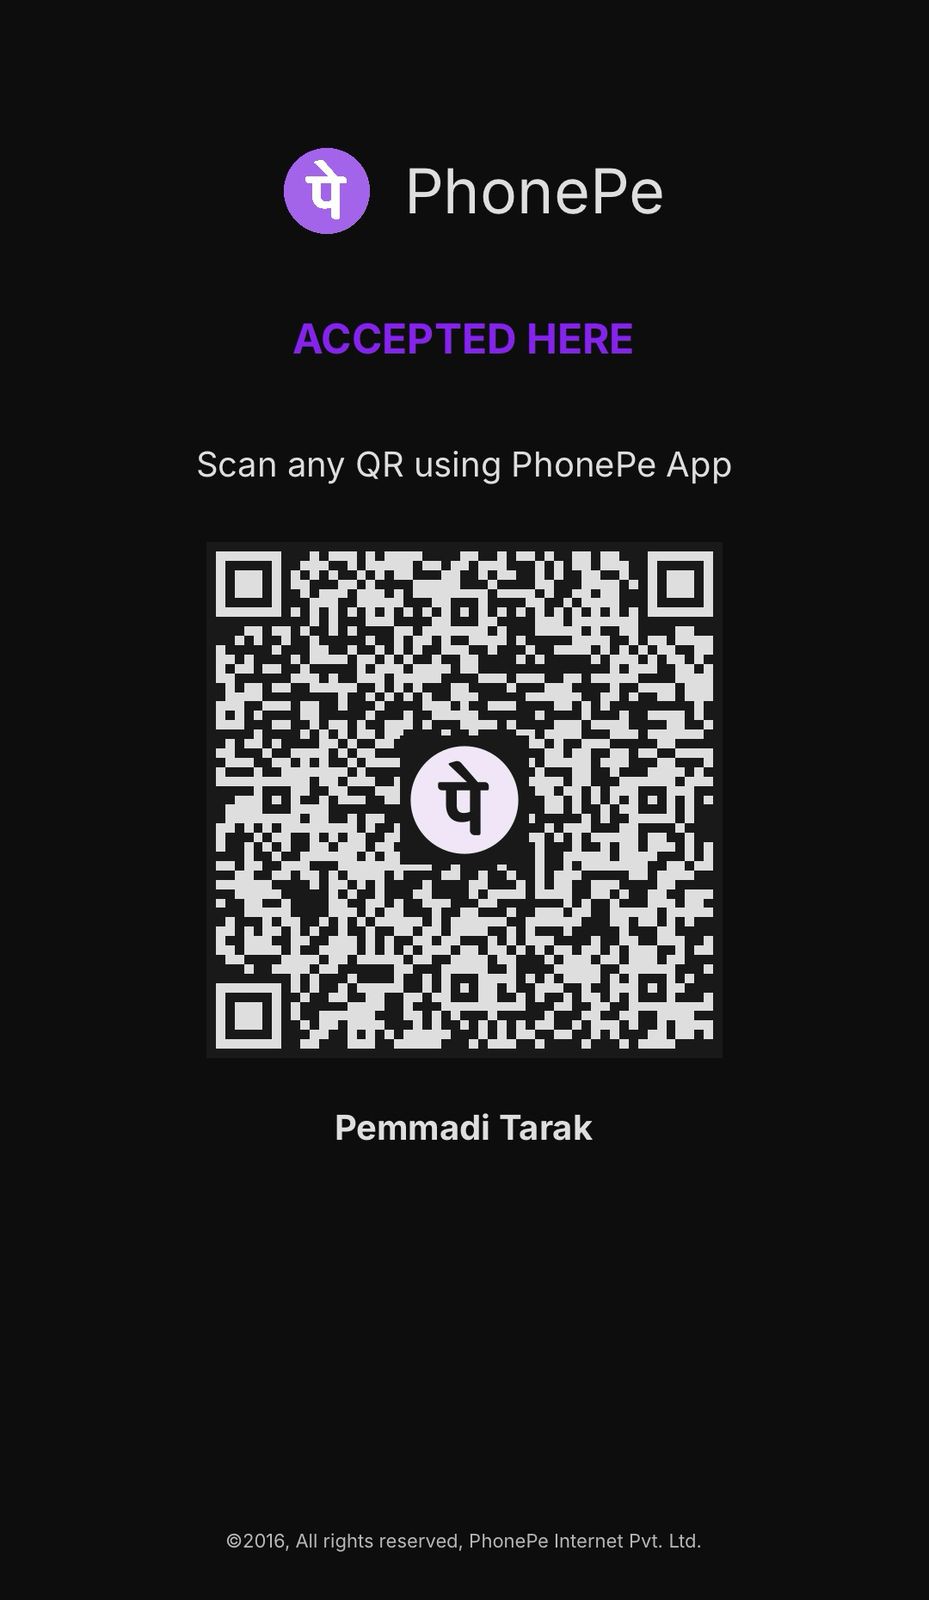 पे PhonePe
ACCEPTED HERE
Scan any QR using PhonePe App
पे
Pemmadi Tarak
©2016, All rights reserved, PhonePe Internet Pvt. Ltd.